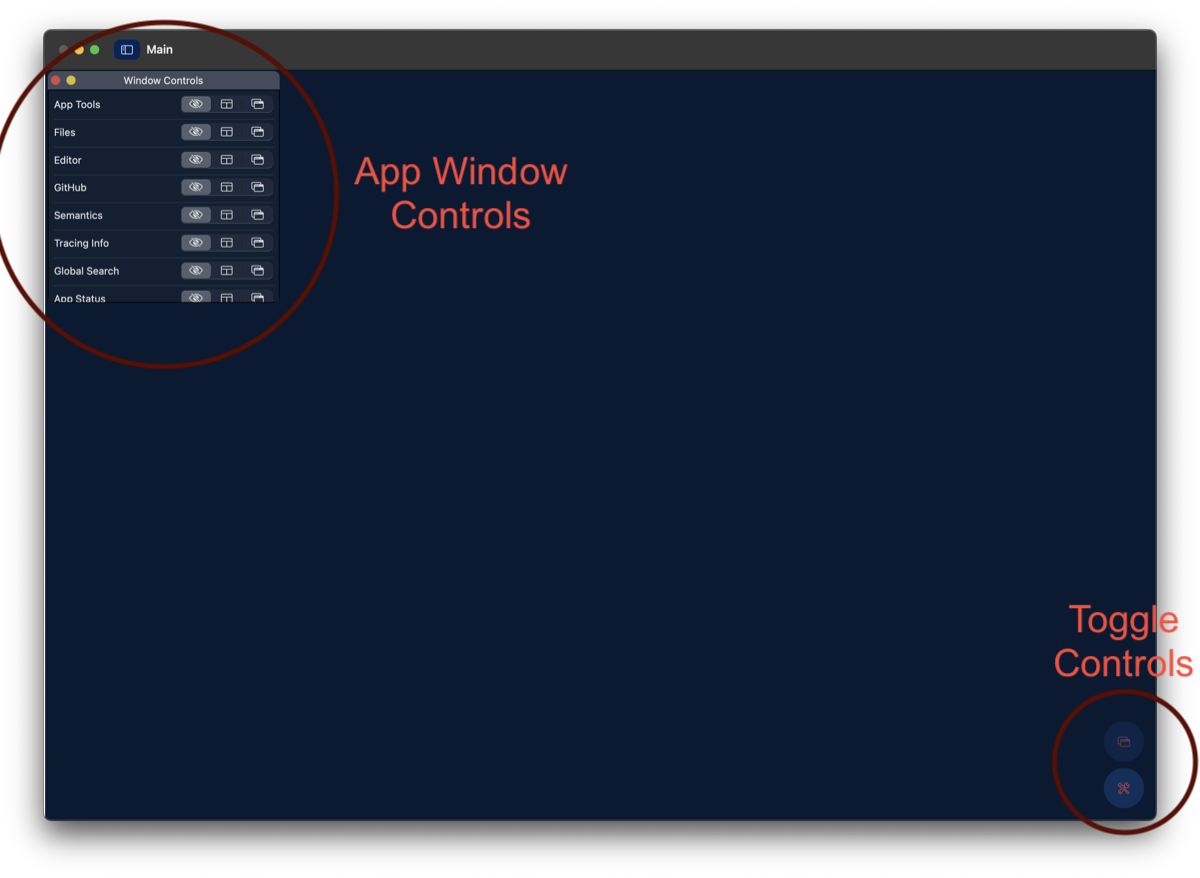 Main
Window Controls
App Tools
Files
Editor
GitHub
Semantics
Tracing Info
Global Search
App Status
App Window
Controls
Toggle
Controls